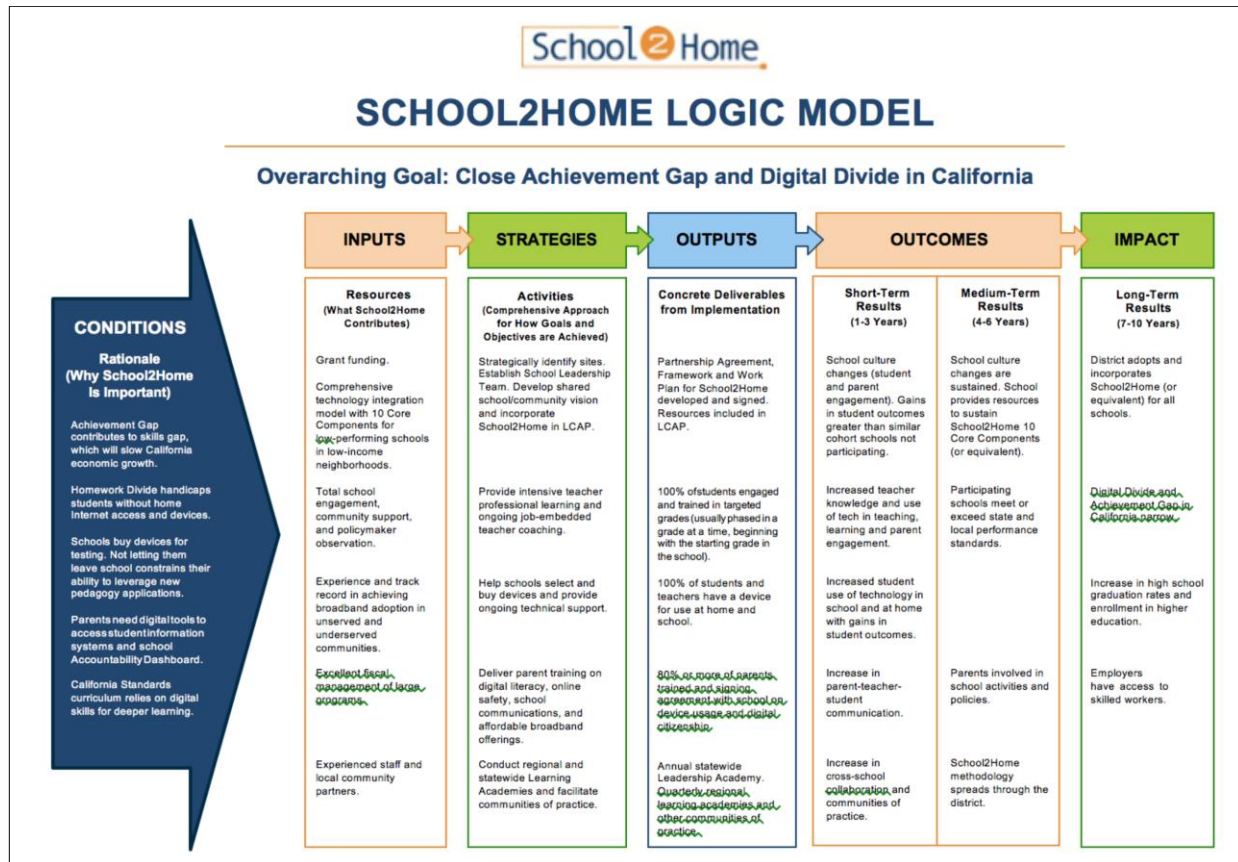 School 2 Home
SCHOOL2HOME LOGIC MODEL
Overarching Goal: Close Achievement Gap and Digital Divide in California
CONDITIONS
Rationale
(Why School2Home
Is Important)
Achievement Gap
contributes to skills gap,
which will slow California
economic growth.
Homework Divide handicaps
students without home
Internet access and devices.
Schools buy devices for
testing. Not letting them
leave school constrains their
ability to leverage new
pedagogy applications.
Parents need digital tools to
access student information
systems and school
Accountability Dashboard.
California Standards
curriculum relies on digital
skills for deeper learning.
INPUTS
Resources
(What School2Home
Contributes)
Grant funding.
Comprehensive
technology integration
model with 10 Core
Components for
low-performing schools
in low-income
neighborhoods.
Total school
engagement,
community support,
and policymaker
observation.
Experience and track
record in achieving
broadband adoption in
unserved and
underserved
communities.
Excellent fiscal
management of large
programs.
Experienced staff and
local community
partners.
STRATEGIES
Activities
(Comprehensive Approach
for How Goals and
Objectives are Achieved)
Strategically identify sites.
Establish School Leadership
Team. Develop shared
school/community vision
and incorporate
School2Home in LCAP.
Provide intensive teacher
professional learning and
ongoing job-embedded
teacher coaching.
Help schools select and
buy devices and provide
ongoing technical support.
Deliver parent training on
digital literacy, online
safety, school
communications, and
affordable broadband
offerings.
Conduct regional and
statewide Learning
Academies and facilitate
communities of practice.
OUTPUTS
Concrete Deliverables
from Implementation
Partnership Agreement,
Framework and Work
Plan for School2Home
developed and signed.
Resources included in
LCAP.
100% ofstudents engaged
and trained in targeted
grades (usually phased in a
grade at a time, beginning
with the starting grade in
the school).
100% of students and
teachers have a device
for use at home and
school.
80% or more of parents
trained and signing
agreement with school on
device usage and digital
citizenship.
Annual statewide
Leadership Academy.
Quarterly regional
learning academies and
other communities of
practice.
OUTCOMES
Short-Term
Results
(1-3 Years)
School culture
changes (student
and parent
engagement). Gains
in student outcomes
greater than similar
cohort schools not
participating.
Increased teacher
knowledge and use
of tech in teaching,
learning and parent
engagement.
Increased student
use of technology in
school and at home
with gains in
student outcomes.
Increase in
parent-teacher-
student
communication.
Increase in
cross-school
collaboration and
communities of
practice.
Medium-Term
Results
(4-6 Years)
School culture
changes are
sustained. School
provides resources
to sustain
School2Home 10
Core Components
(or equivalent).
Participating
schools meet or
exceed state and
local performance
standards.
Parents involved in
school activities and
policies.
School2Home
methodology
spreads through the
district.
IMPACT
Long-Term
Results
(7-10 Years)
District adopts and
incorporates
School2Home (or
equivalent) for all
schools.
Digital Divide and
Achievement Gap in
California narrow.
Increase in high school
graduation rates and
enrollment in higher
education.
Employers
have access to
skilled workers.